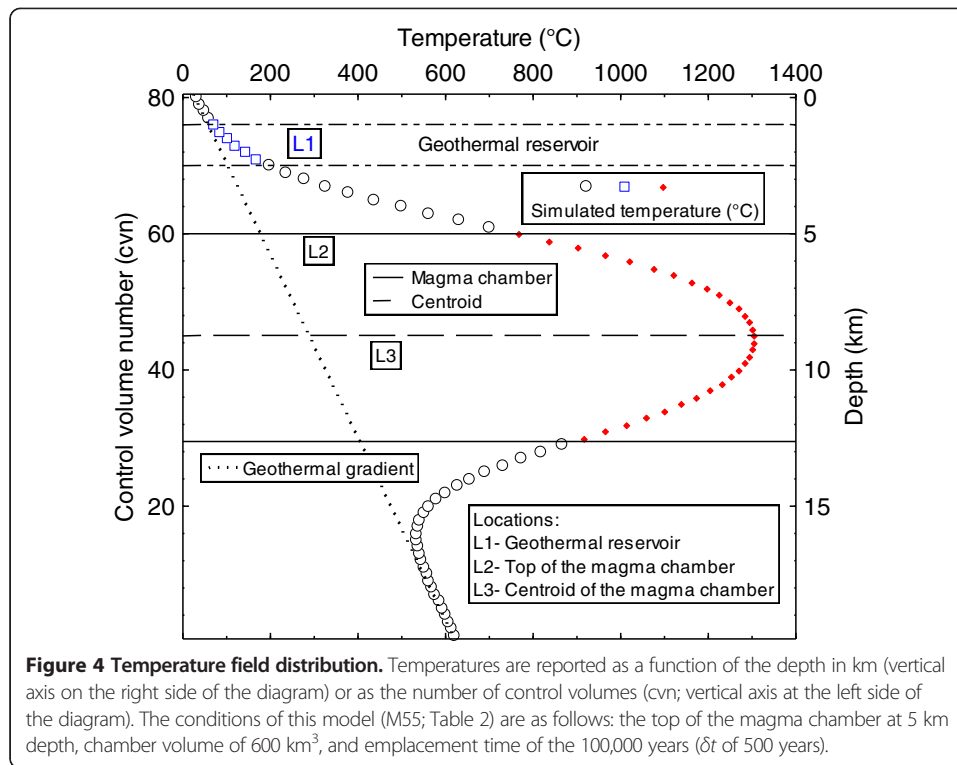 Temperature (°C)
0 200 400 600 800 1000 1200 1400
80 0
L1 Geothermal reservoir
Simulated temperature (°C)
60 5
L2
Magma chamber
Centroid
Control volume number (cvn)
Depth (km)
L3
40 10
Geothermal gradient
20 15
Locations:
L1- Geothermal reservoir
L2- Top of the magma chamber
L3- Centroid of the magma chamber
Figure 4 Temperature field distribution. Temperatures are reported as a function of the depth in km (vertical
axis on the right side of the diagram) or as the number of control volumes (cvn; vertical axis at the left side of
the diagram). The conditions of this model (M55; Table 2) are as follows: the top of the magma chamber at 5 km
depth, chamber volume of 600 km³, and emplacement time of the 100,000 years (δt of 500 years).